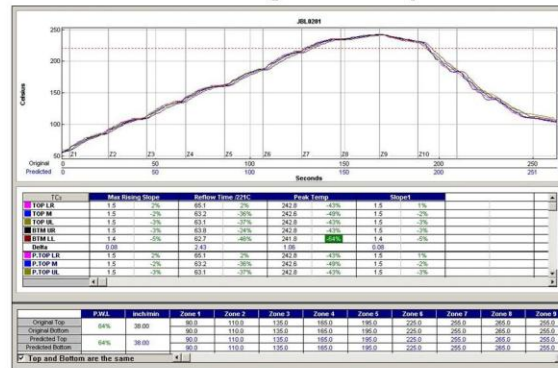 JBL0201
250
200
150
100
50
Celsius
Z1 Z2 Z3 Z4 Z5 Z6 Z7 Z8 Z9 Z10
Original 0 50 100 150 200 250
Predicted 0 50 100 150 200 251
Seconds
TCs Max Rising Slope Reflow Time /221C Peak Temp Slope1
TOP LR 1.5 2% 65.1 2% 242.8 -43% 1.5 1%
TOP M 1.5 -2% 63.2 -36% 242.6 -49% 1.5 -2%
TOP UL 1.5 -3% 63.1 -37% 242.8 -43% 1.5 -3%
BTM UR 1.5 -3% 63.8 -24% 242.8 -43% 1.5 -3%
BTM LL 1.4 -5% 62.7 -46% 241.8 -64% 1.4 -5%
Delta 0.08 2.43 1.06 0.08
P.TOP LR 1.5 2% 65.1 2% 242.8 -43% 1.5 1%
P.TOP M 1.5 -2% 63.2 -36% 242.6 -49% 1.5 -2%
P.TOP UL 1.5 -3% 63.1 -37% 242.8 -43% 1.5 -3%
P.W.I. inch/min Zone 1 Zone 2 Zone 3 Zone 4 Zone 5 Zone 6 Zone 7 Zone 8 Zone 9
Original Top 64% 38.00 90.0 110.0 135.0 165.0 195.0 225.0 255.0 265.0 255.0
Original Bottom 90.0 110.0 135.0 165.0 195.0 225.0 255.0 265.0 255.0
Predicted Top 64% 38.00 90.0 110.0 135.0 165.0 195.0 225.0 255.0 265.0 255.0
Predicted Bottom 90.0 110.0 135.0 165.0 195.0 225.0 255.0 265.0 255.0
Top and Bottom are the same